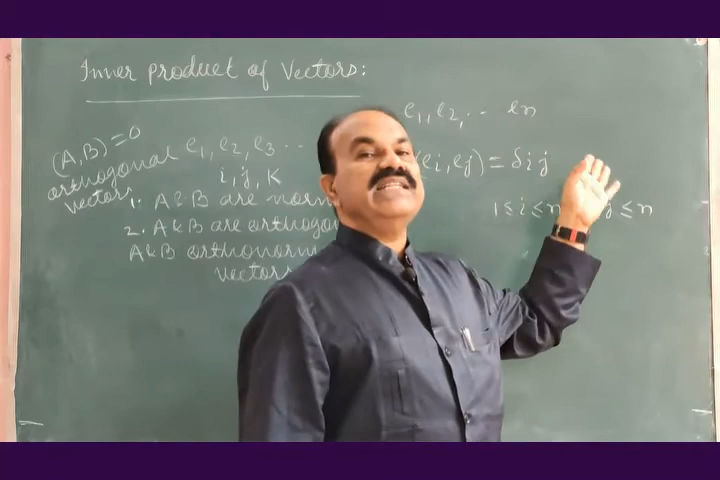 Inner product of Vectors:
e1, e2, ... en
(A,B) = 0
orthogonal
vectors
e1, e2, e3 ...
i, j, k
(ei, ej) = δij
1 ≤ i ≤ n j ≤ n
1. A & B are norm
2. A & B are orthogo
A & B orthonorm
vectors